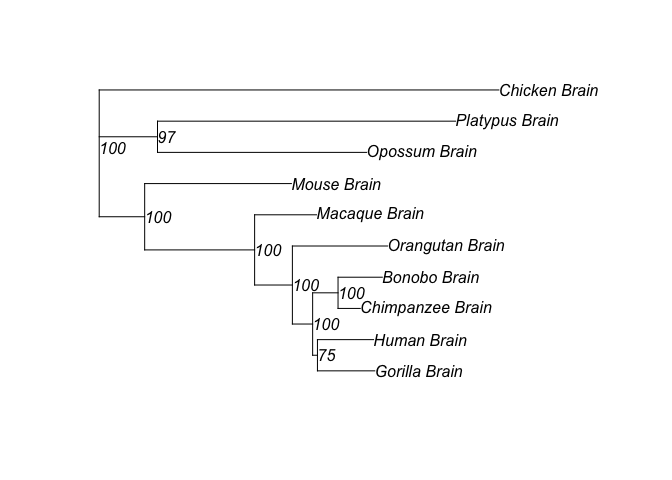 Chicken Brain
Platypus Brain
97
100
Opossum Brain
Mouse Brain
Macaque Brain
100
Orangutan Brain
100
Bonobo Brain
100
100
Chimpanzee Brain
100
Human Brain
75
Gorilla Brain